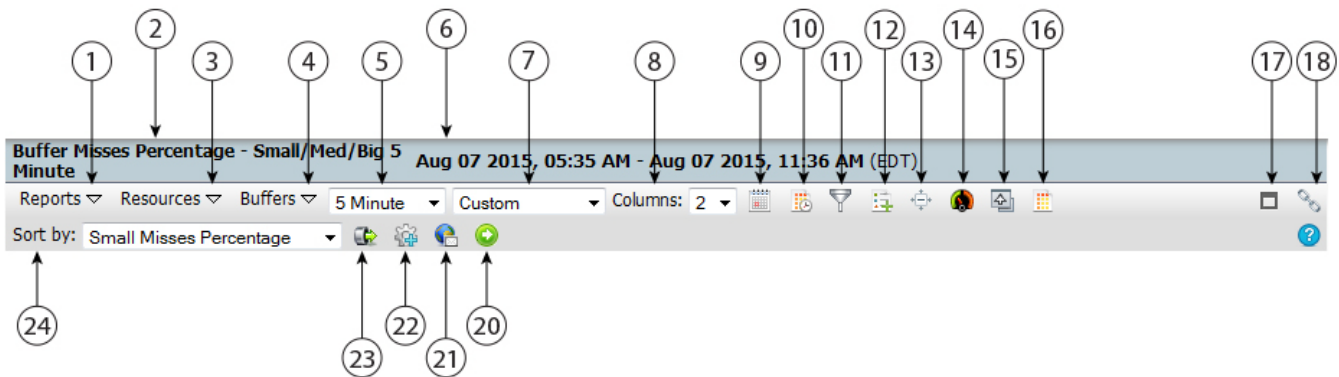 2 6
1 3 4 5 7 8 9 10 11 12 13 14 15 16 17 18
Buffer Misses Percentage - Small/Med/Big 5
Minute
Aug 07 2015, 05:35 AM - Aug 07 2015, 11:36 AM (EDT)
Reports Resources Buffers 5 Minute Custom Columns: 2
Sort by: Small Misses Percentage ?
24 23 22 21 20